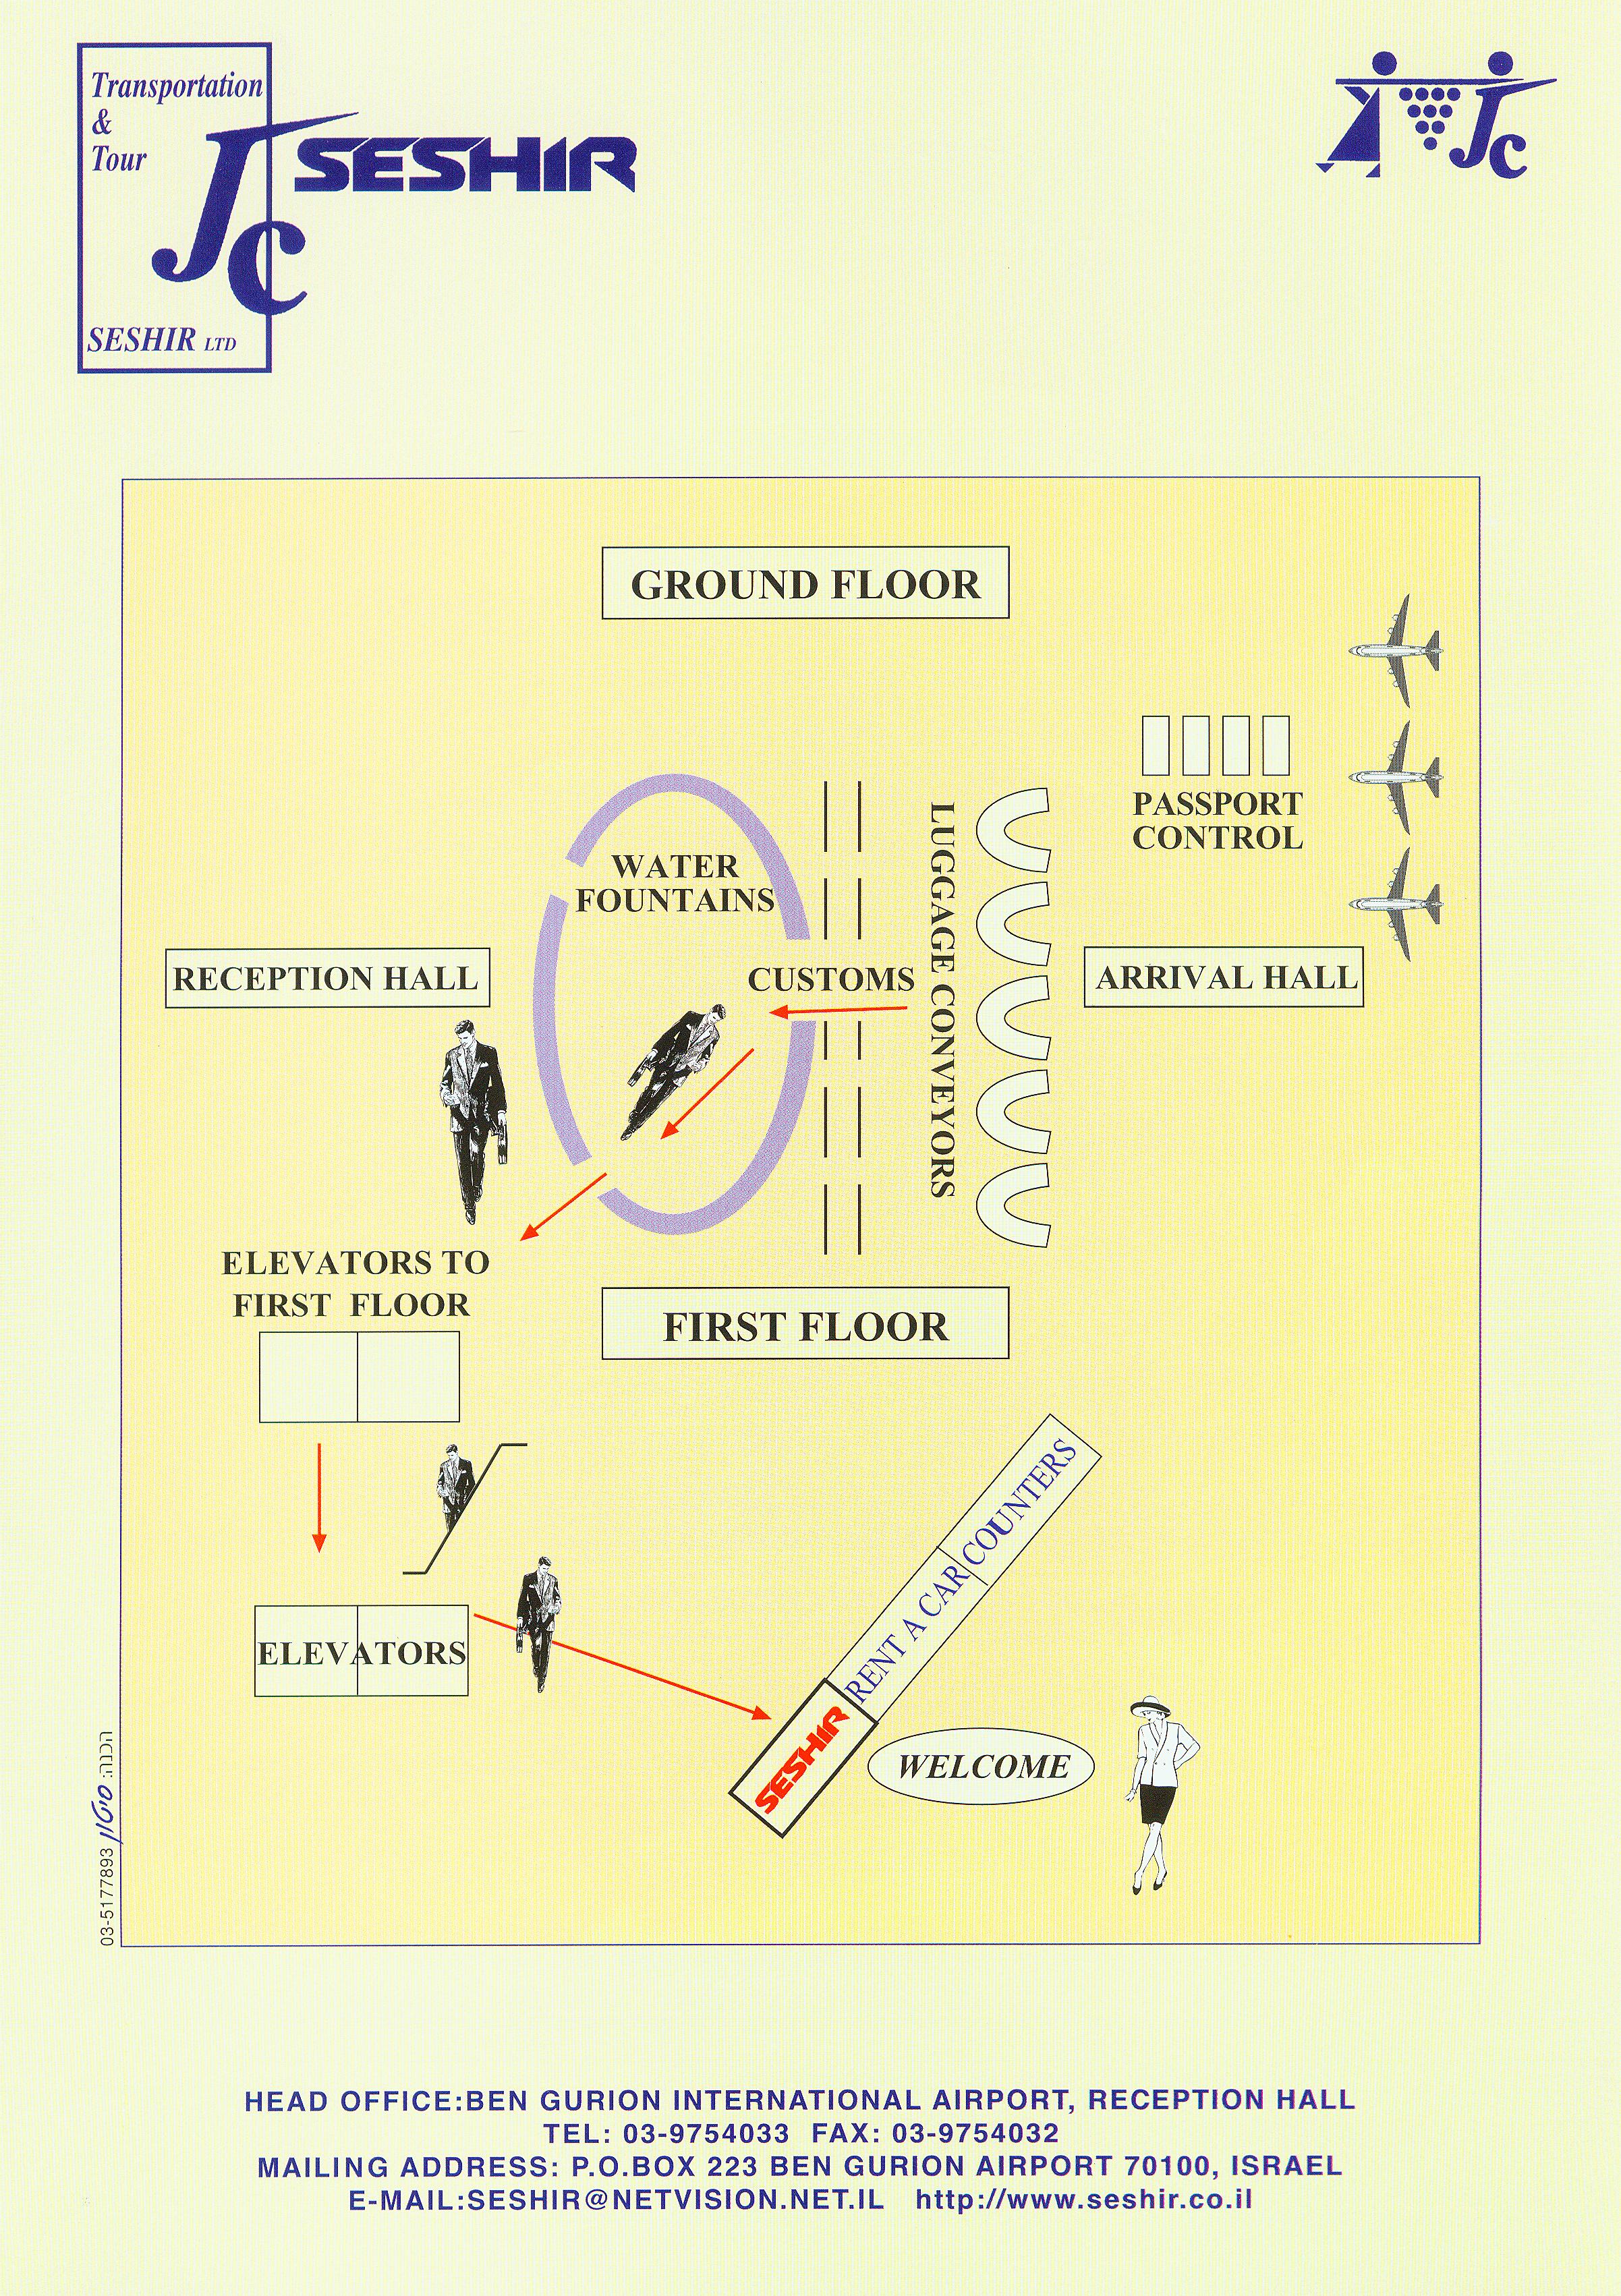 Transportation
&
Tour
Jc
SESHIR
SESHIR LTD
Jc
GROUND FLOOR
PASSPORT
CONTROL
WATER
FOUNTAINS
LUGGAGE CONVEYORS
RECEPTION HALL
CUSTOMS
ARRIVAL HALL
ELEVATORS TO
FIRST FLOOR
FIRST FLOOR
RENT A CAR COUNTERS
ELEVATORS
SESHIR
WELCOME
הכנה: סיטון 03-5177893
HEAD OFFICE:BEN GURION INTERNATIONAL AIRPORT, RECEPTION HALL
TEL: 03-9754033 FAX: 03-9754032
MAILING ADDRESS: P.O.BOX 223 BEN GURION AIRPORT 70100, ISRAEL
E-MAIL:SESHIR@NETVISION.NET.IL http://www.seshir.co.il